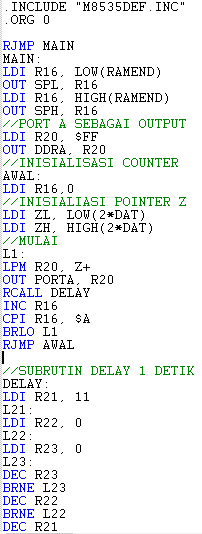 .INCLUDE "M8535DEF.INC"
.ORG 0
RJMP MAIN
MAIN:
LDI R16, LOW(RAMEND)
OUT SPL, R16
LDI R16, HIGH(RAMEND)
OUT SPH, R16
//PORT A SEBAGAI OUTPUT
LDI R20, $FF
OUT DDRA, R20
//INISIALISASI COUNTER
AWAL:
LDI R16,0
//INISIALIASI POINTER Z
LDI ZL, LOW(2*DAT)
LDI ZH, HIGH(2*DAT)
//MULAI
L1:
LPM R20, Z+
OUT PORTA, R20
RCALL DELAY
INC R16
CPI R16, $A
BRLO L1
RJMP AWAL
//SUBRUTIN DELAY 1 DETIK
DELAY:
LDI R21, 11
L21:
LDI R22, 0
L22:
LDI R23, 0
L23:
DEC R23
BRNE L23
DEC R22
BRNE L22
DEC R21